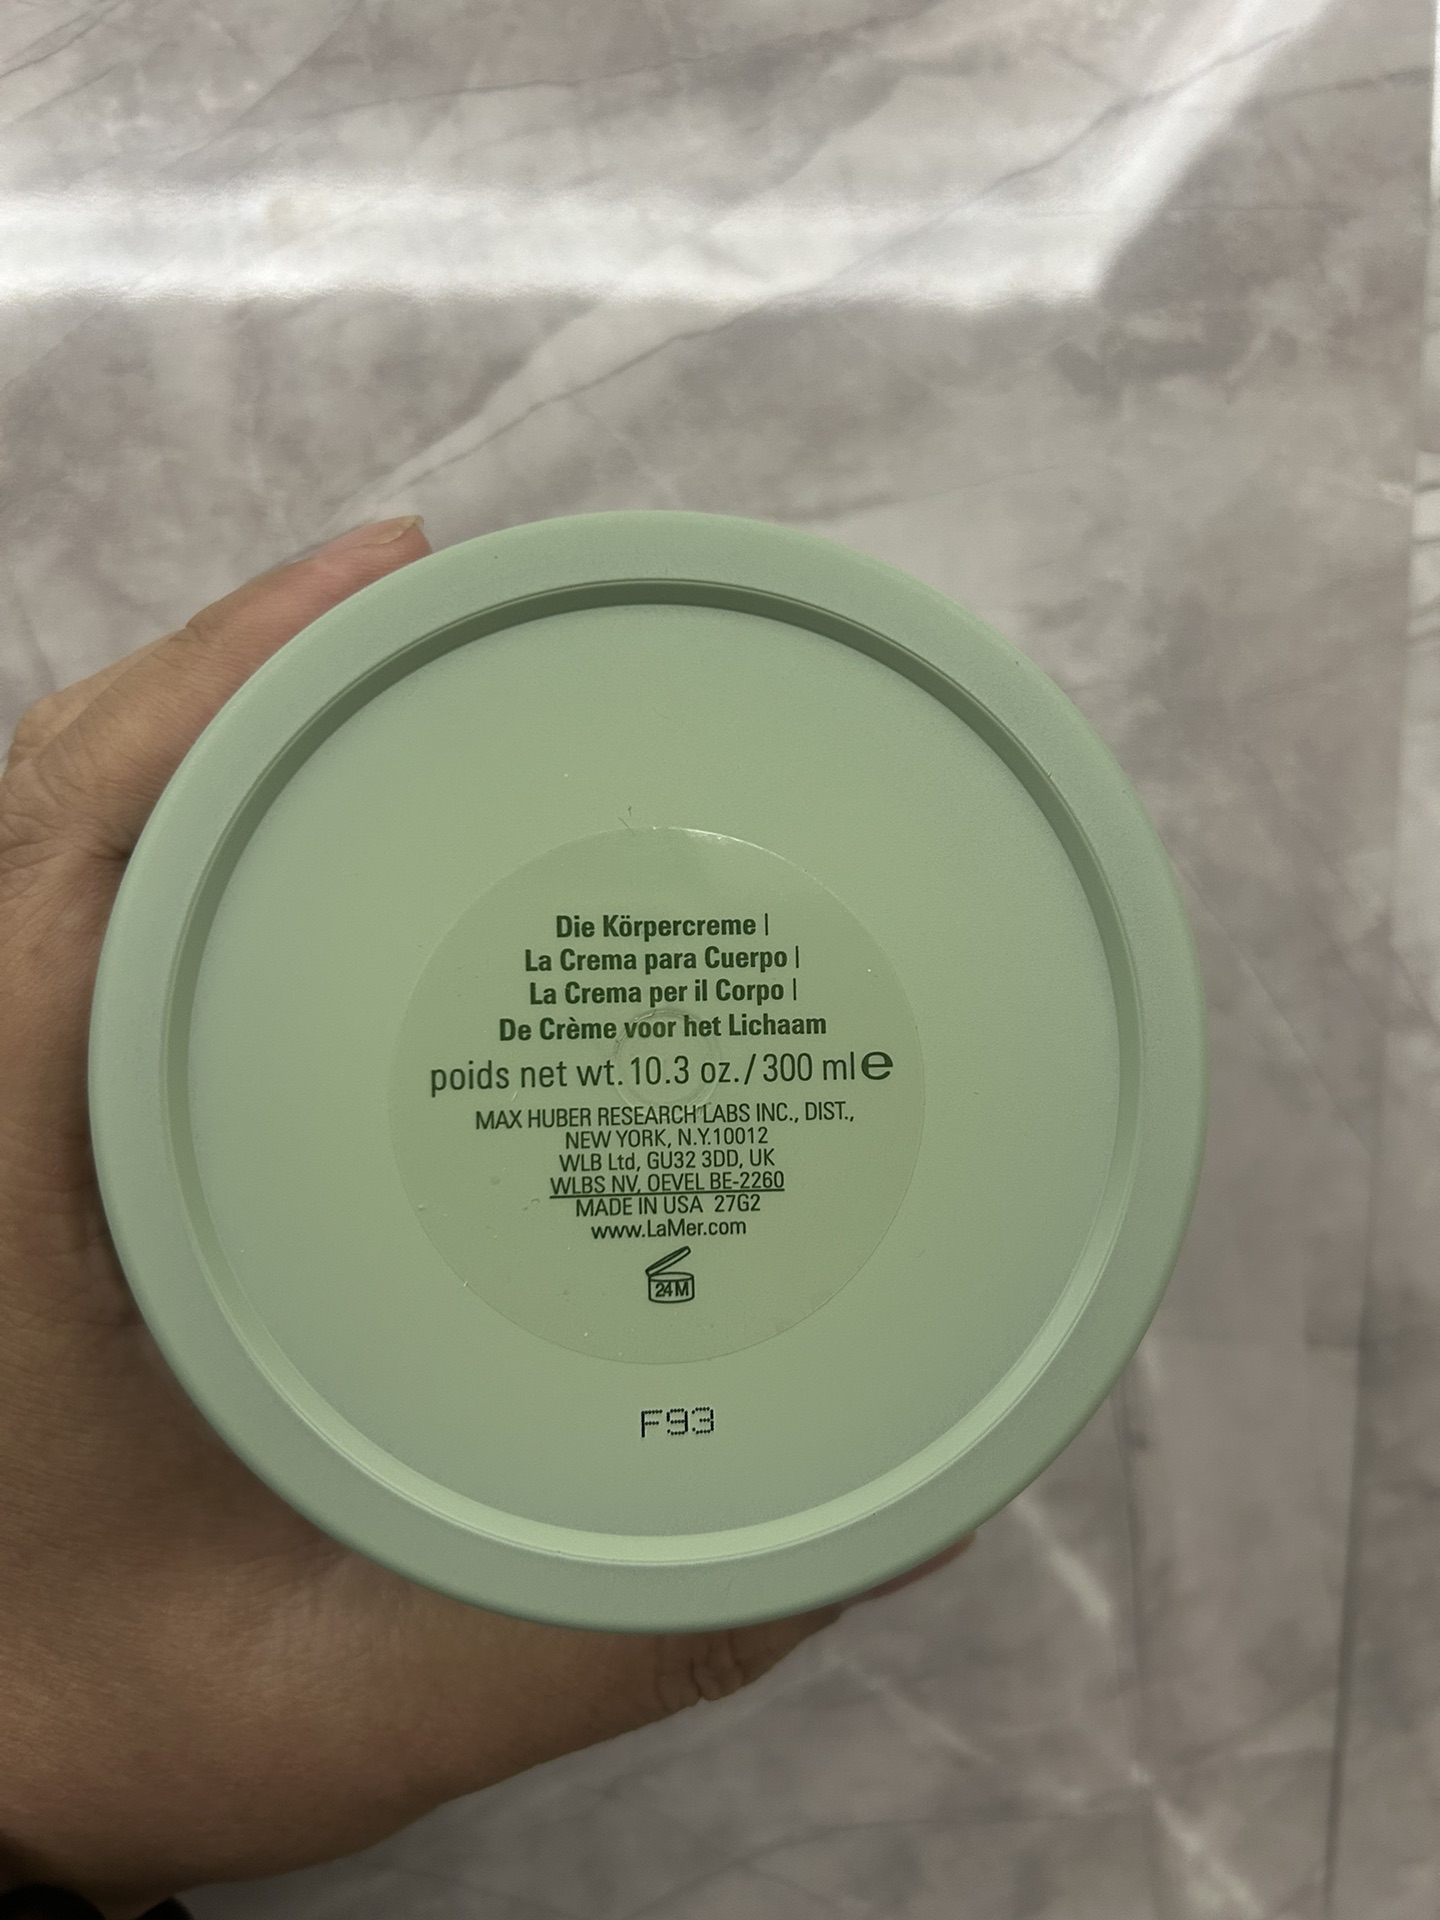 Die Körpercreme |
La Crema para Cuerpo |
La Crema per il Corpo |
De Crème voor het Lichaam
poids net wt. 10.3 oz./300 ml e
MAX HUBER RESEARCH LABS INC., DIST.,
NEW YORK, N.Y.10012
WLB Ltd, GU32 3DD, UK
WLBS NV, OEVEL BE-2260
MADE IN USA 27G2
www.LaMer.com
24M
F93